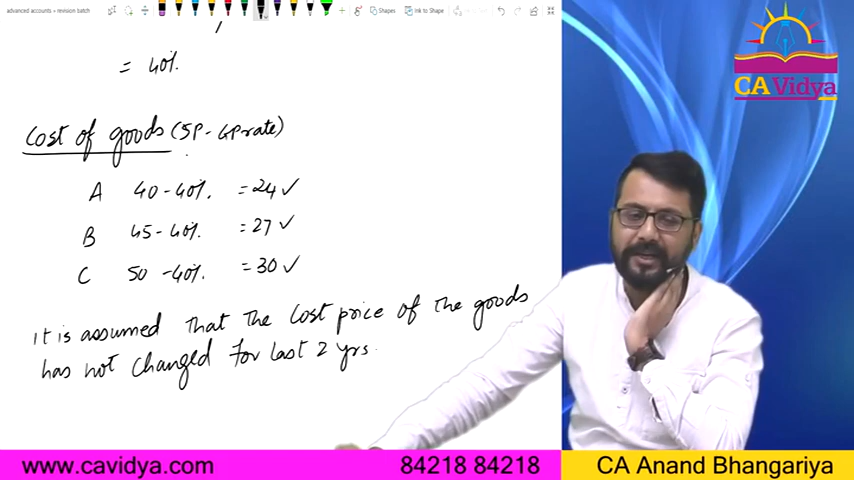 advanced accounts + revision batch
Shapes
Ink to Shape
= 40%
Cost of goods (SP - GP rate)
A 40 - 40%. = 24 ✓
B 45 - 40%. = 27 ✓
C 50 - 40%. = 30 ✓
It is assumed that the cost price of the goods
has not changed for last 2 yrs.
CA Vidya
www.cavidya.com
84218 84218
CA Anand Bhangariya